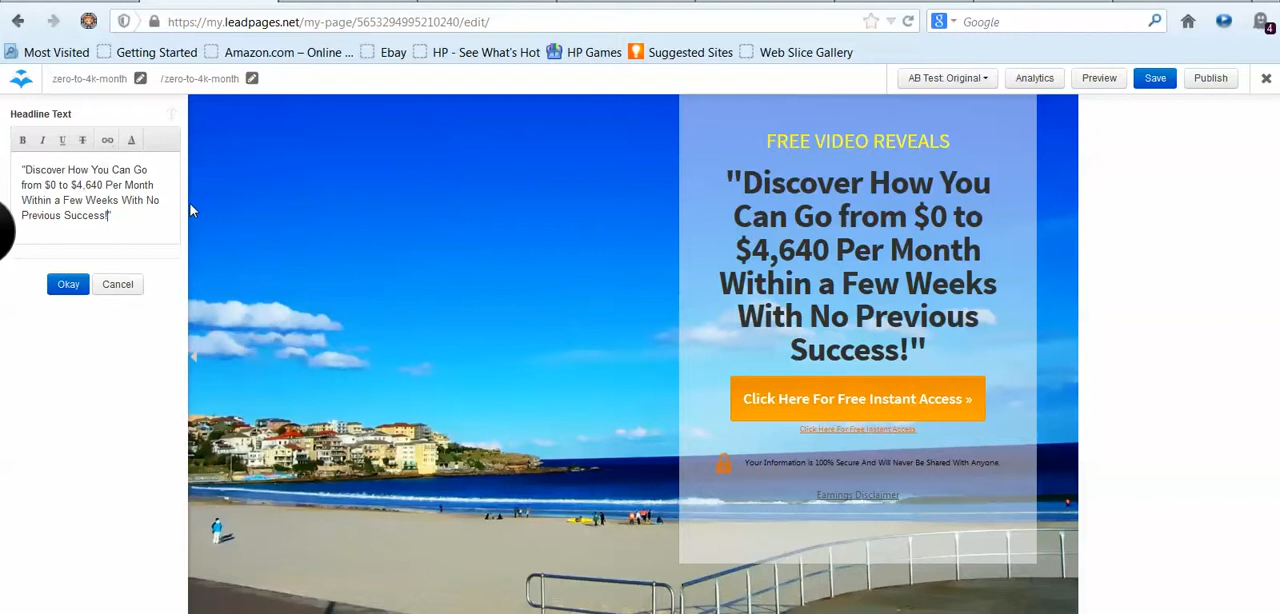 https://my.leadpages.net/my-page/5653294995210240/edit/
Google
4
Most Visited Getting Started Amazon.com – Online ... Ebay HP - See What's Hot HP Games Suggested Sites Web Slice Gallery
zero-to-4k-month /zero-to-4k-month AB Test: Original Analytics Preview Save Publish
Headline Text
B I U T A
"Discover How You Can Go
from $0 to $4,640 Per Month
Within a Few Weeks With No
Previous Success!"
Okay Cancel
FREE VIDEO REVEALS
"Discover How You
Can Go from $0 to
$4,640 Per Month
Within a Few Weeks
With No Previous
Success!"
Click Here For Free Instant Access »
Click Here For Free Instant Access
Your Information is 100% Secure And Will Never Be Shared With Anyone.
Earnings Disclaimer